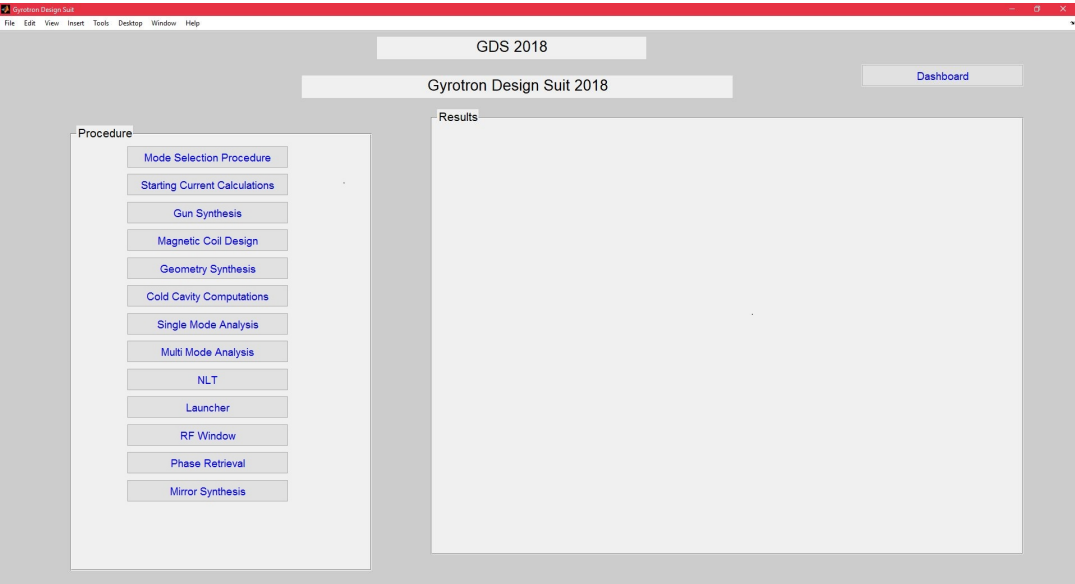 Gyrotron Design Suit
File Edit View Insert Tools Desktop Window Help
GDS 2018
Gyrotron Design Suit 2018
Dashboard
Procedure
Mode Selection Procedure
Starting Current Calculations
Gun Synthesis
Magnetic Coil Design
Geometry Synthesis
Cold Cavity Computations
Single Mode Analysis
Multi Mode Analysis
NLT
Launcher
RF Window
Phase Retrieval
Mirror Synthesis
Results